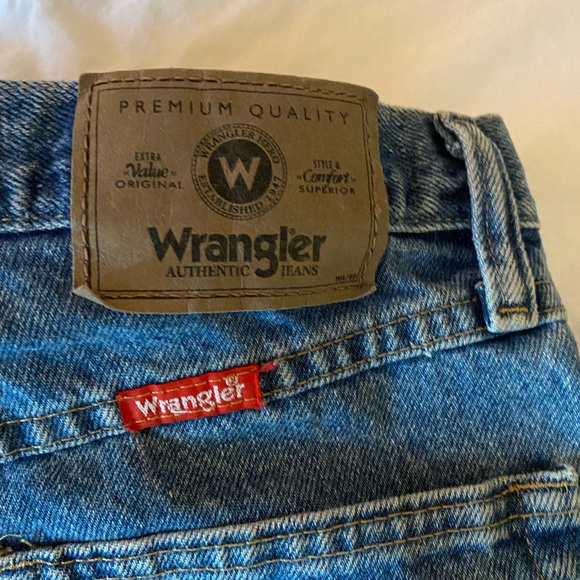 PREMIUM QUALITY
EXTRA
Value
ORIGINAL
WRANGLER HERO
W
ESTABLISHED 1947
STYLE &
Comfort
SUPERIOR
Wrangler
AUTHENTIC JEANS
Wrangler